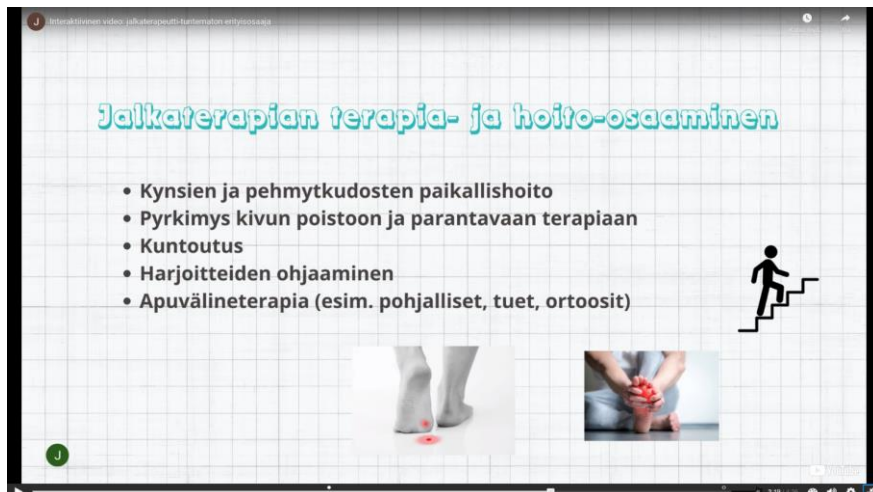 J
Interaktiivinen video: jalkaterapeutti-tuntematon erityisosaaja
Jalkaterapian terapia- ja hoito-osaaminen
• Kynsien ja pehmytkudosten paikallishoito
• Pyrkimys kivun poistoon ja parantavaan terapiaan
• Kuntoutus
• Harjoitteiden ohjaaminen
• Apuvälineterapia (esim. pohjalliset, tuet, ortoosit)
J